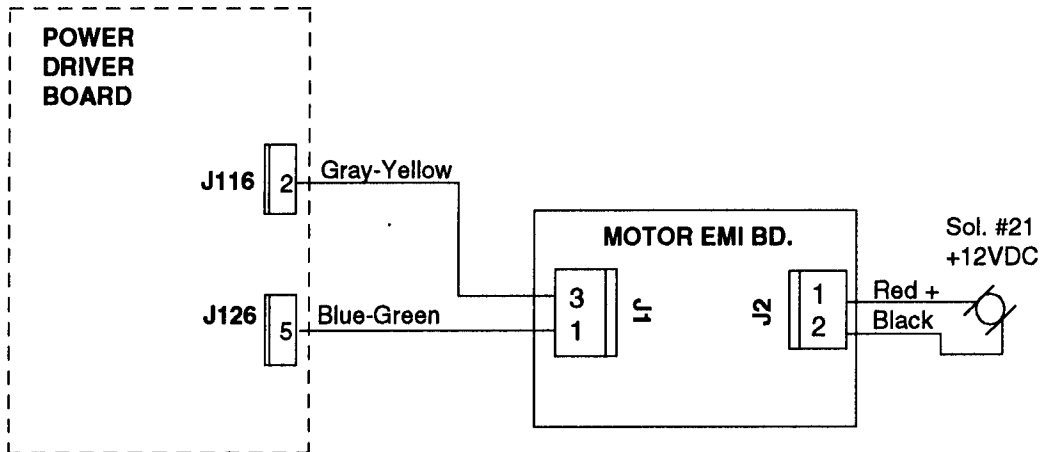 POWER
DRIVER
BOARD
J116
2
Gray-Yellow
J126
5
Blue-Green
MOTOR EMI BD.
3
1
J1
J2
1
2
Red +
Black
Sol. #21
+12VDC